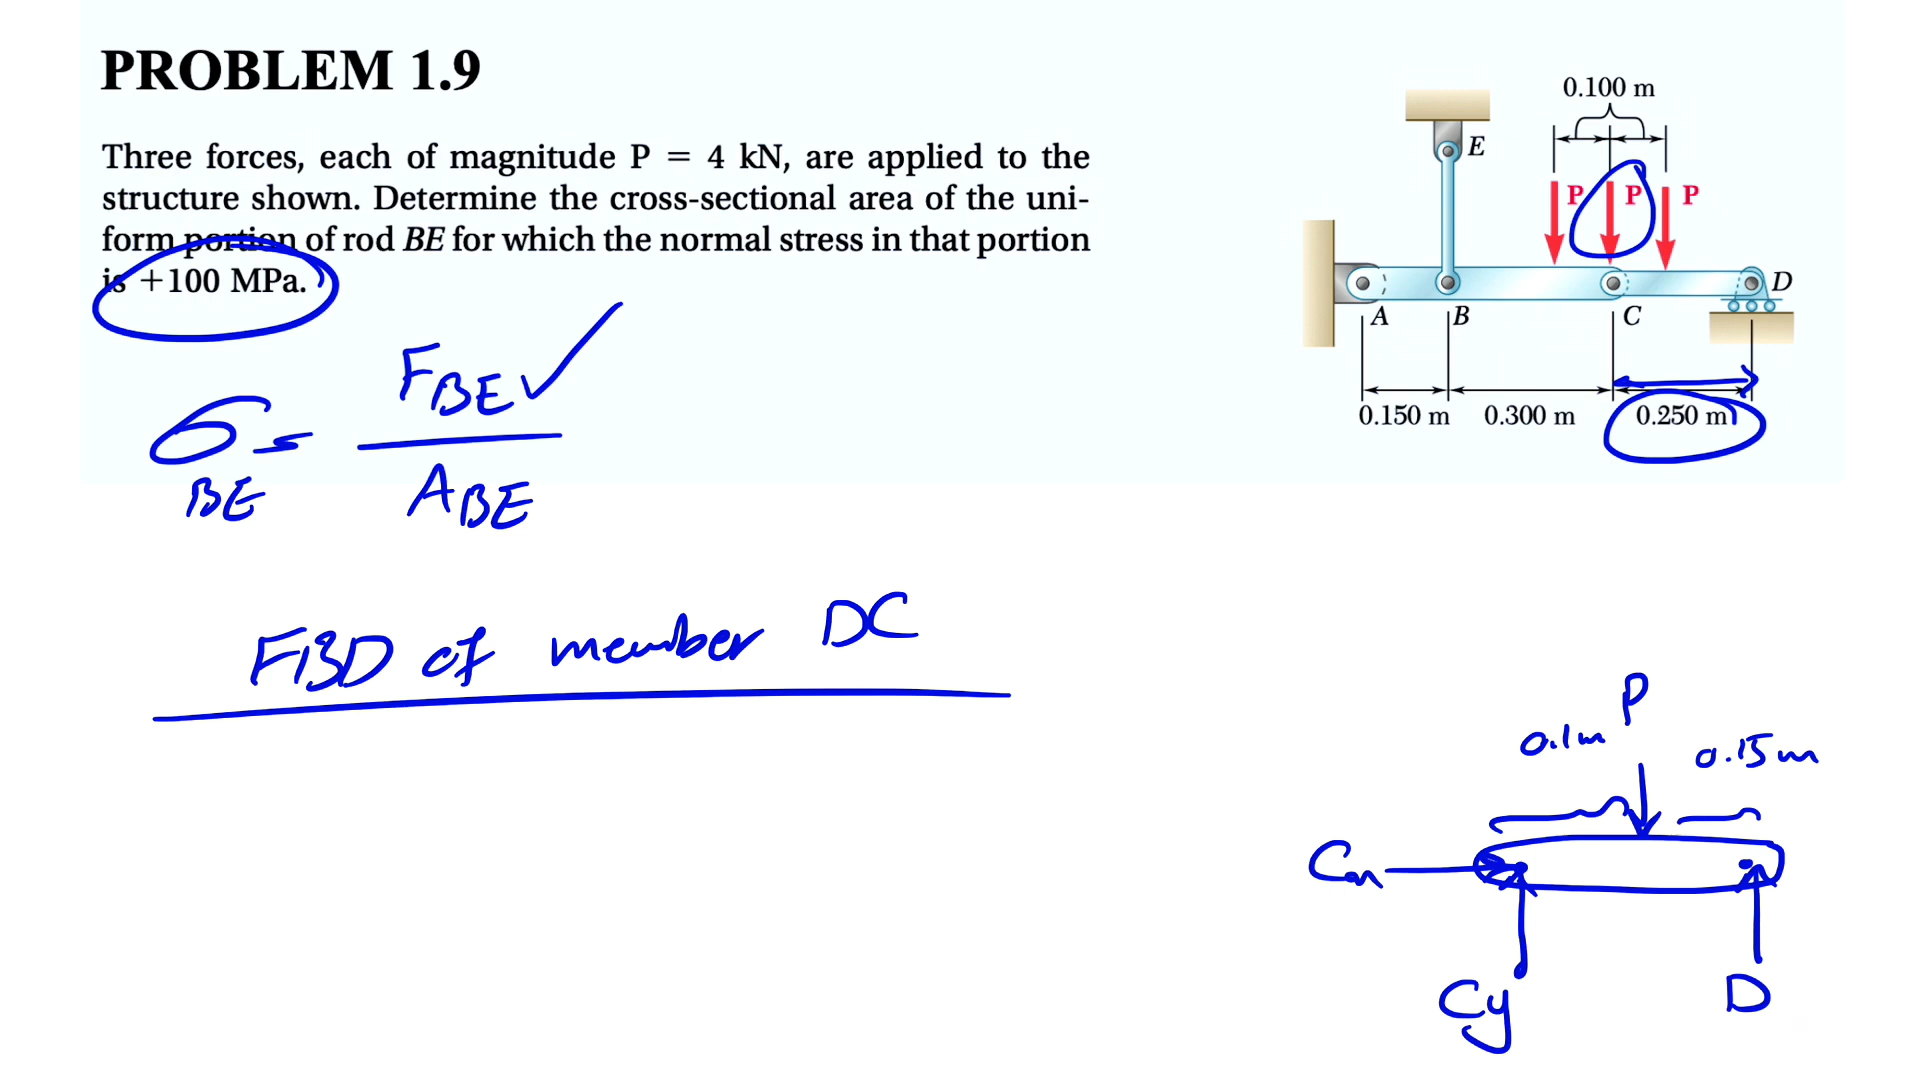 PROBLEM 1.9
Three forces, each of magnitude P = 4 kN, are applied to the
structure shown. Determine the cross-sectional area of the uni-
form portion of rod BE for which the normal stress in that portion
is +100 MPa.
0.100 m
E
P P P
A B C D
0.150 m 0.300 m 0.250 m
σBE = FBE ✓
ABE
FBD of member DC
P
0.1m 0.15m
Cy D